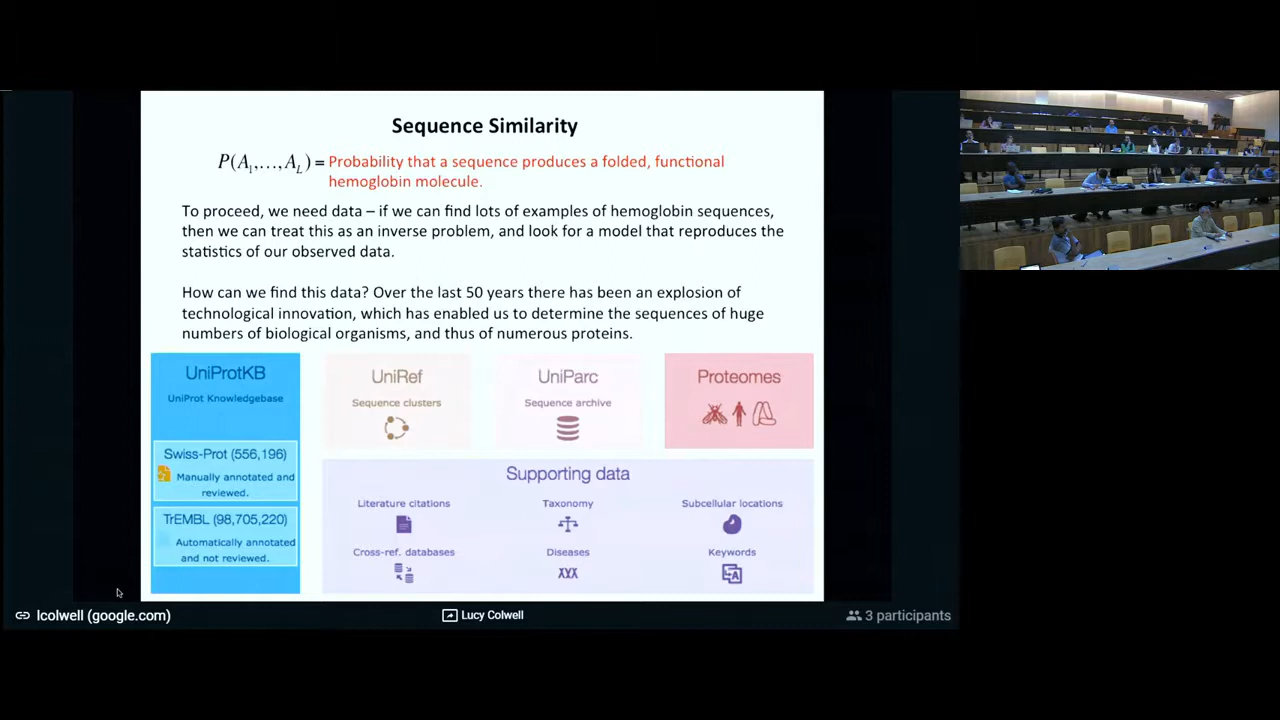 Sequence Similarity
P(A1,...,AL) = Probability that a sequence produces a folded, functional
hemoglobin molecule.
To proceed, we need data – if we can find lots of examples of hemoglobin sequences,
then we can treat this as an inverse problem, and look for a model that reproduces the
statistics of our observed data.
How can we find this data? Over the last 50 years there has been an explosion of
technological innovation, which has enabled us to determine the sequences of huge
numbers of biological organisms, and thus of numerous proteins.
UniProtKB
UniProt Knowledgebase
Swiss-Prot (556,196)
Manually annotated and
reviewed.
TrEMBL (98,705,220)
Automatically annotated
and not reviewed.
UniRef
Sequence clusters
UniParc
Sequence archive
Proteomes
Supporting data
Literature citations
Taxonomy
Subcellular locations
Cross-ref. databases
Diseases
Keywords
lcolwell (google.com)
Lucy Colwell
3 participants